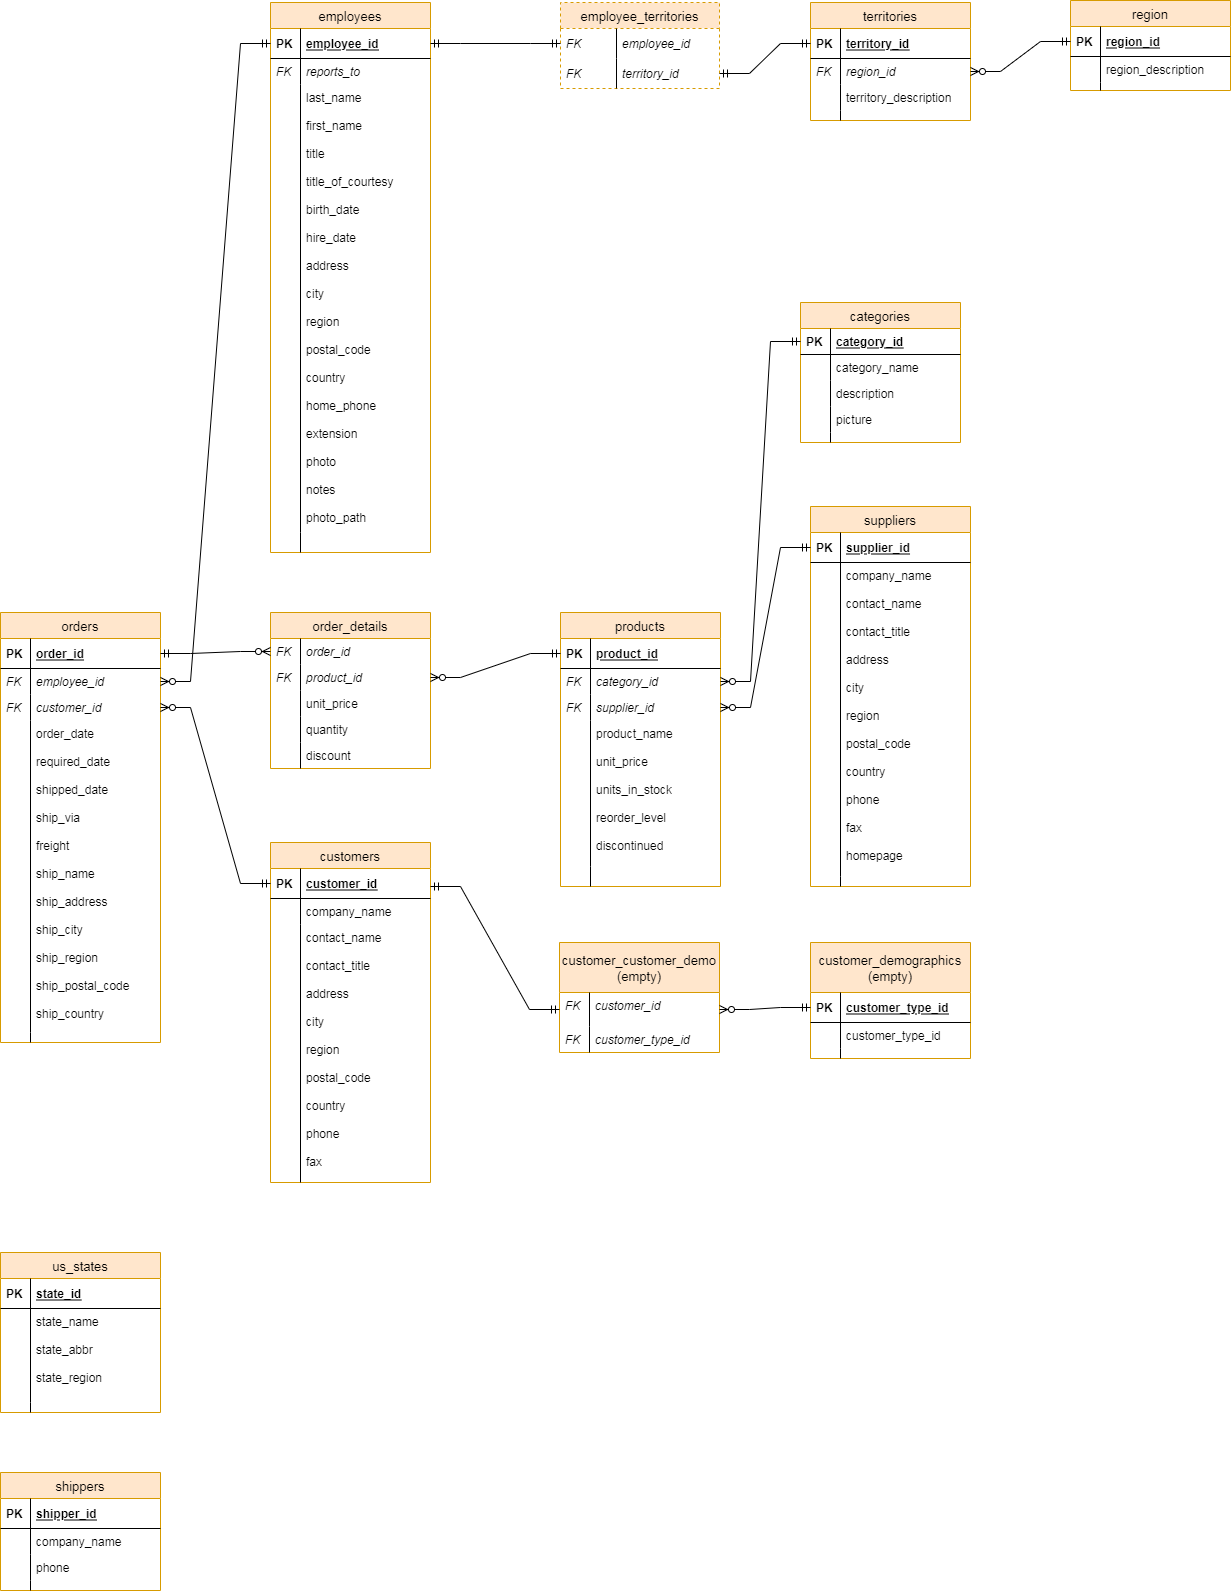 employees
PK employee_id
FK reports_to
last_name
first_name
title
title_of_courtesy
birth_date
hire_date
address
city
region
postal_code
country
home_phone
extension
photo
notes
photo_path
employee_territories
FK employee_id
FK territory_id
territories
PK territory_id
FK region_id
territory_description
region
PK region_id
region_description
categories
PK category_id
category_name
description
picture
suppliers
PK supplier_id
company_name
contact_name
contact_title
address
city
region
postal_code
country
phone
fax
homepage
orders
PK order_id
FK employee_id
FK customer_id
order_date
required_date
shipped_date
ship_via
freight
ship_name
ship_address
ship_city
ship_region
ship_postal_code
ship_country
order_details
FK order_id
FK product_id
unit_price
quantity
discount
products
PK product_id
FK category_id
FK supplier_id
product_name
unit_price
units_in_stock
reorder_level
discontinued
customers
PK customer_id
company_name
contact_name
contact_title
address
city
region
postal_code
country
phone
fax
customer_customer_demo
(empty)
FK customer_id
FK customer_type_id
customer_demographics
(empty)
PK customer_type_id
customer_type_id
us_states
PK state_id
state_name
state_abbr
state_region
shippers
PK shipper_id
company_name
phone